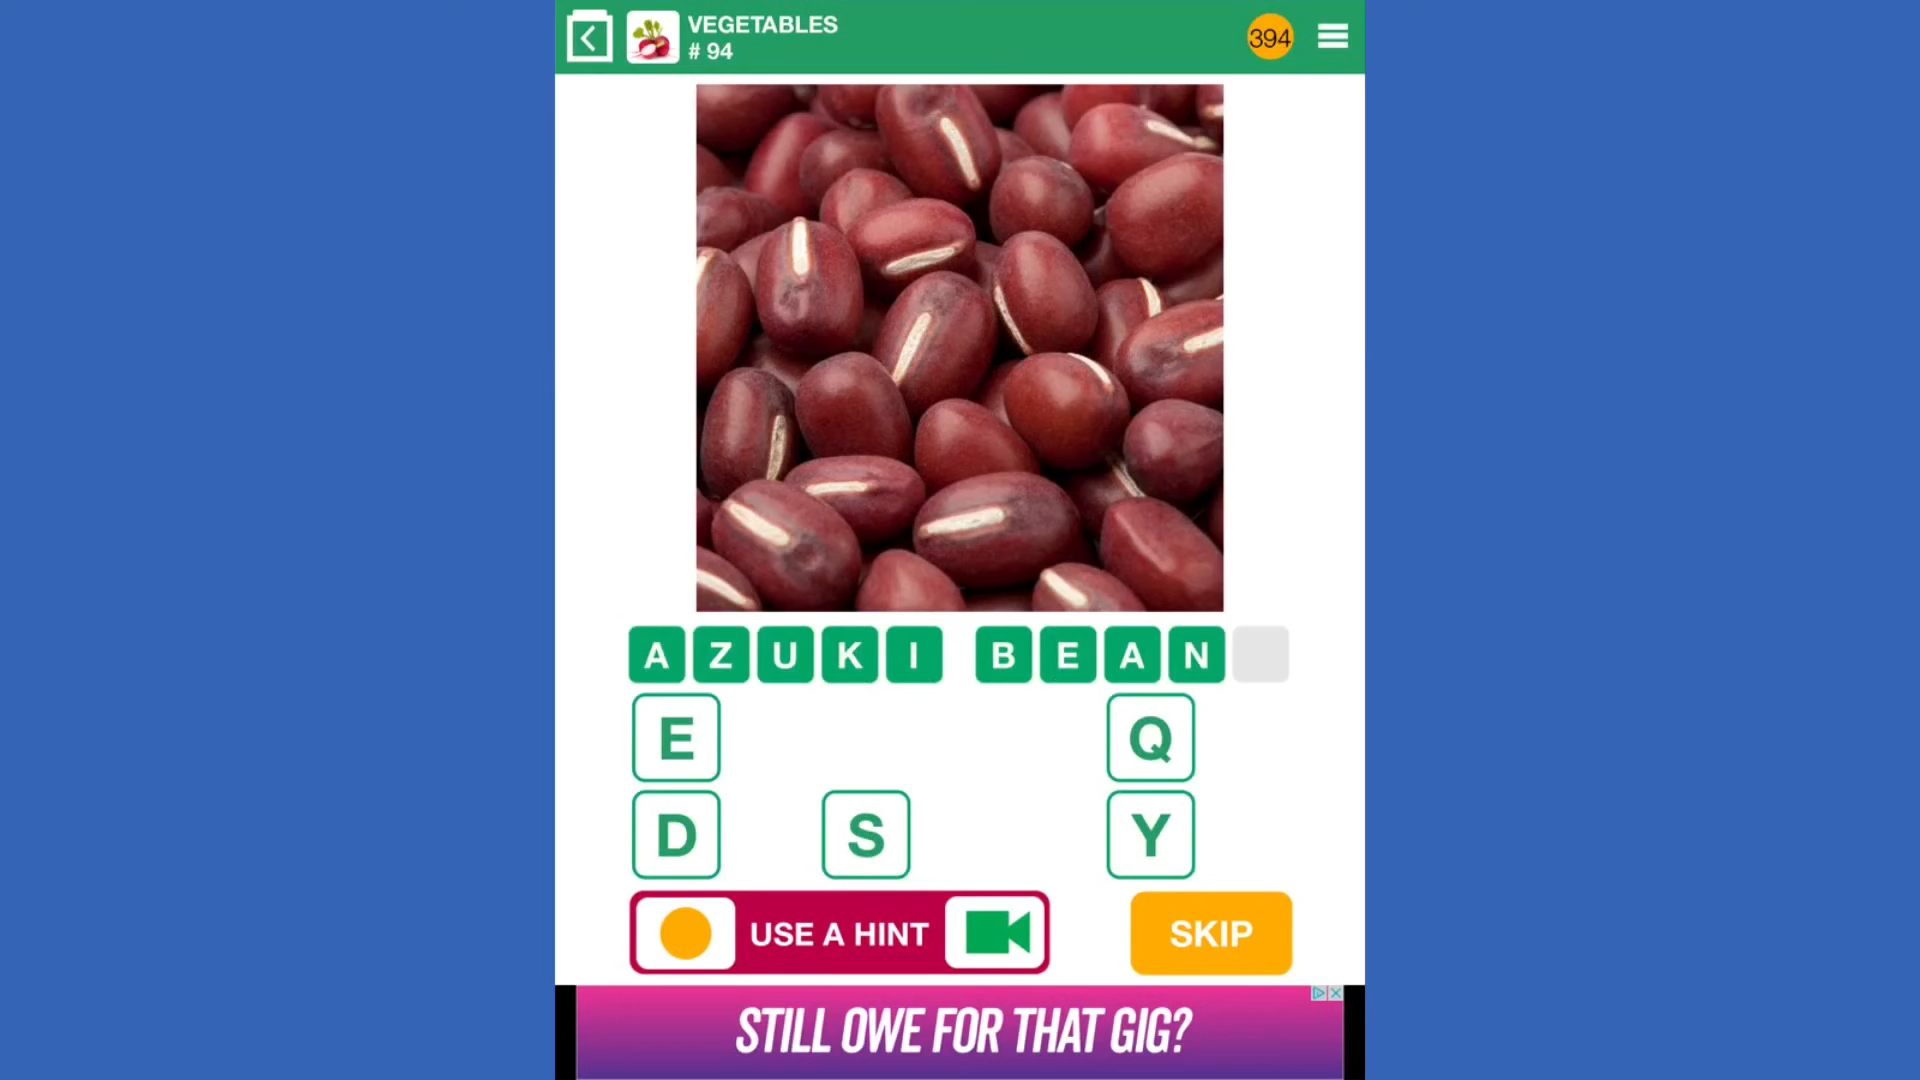 VEGETABLES
# 94
394
AZUKI BEAN
E Q
D S Y
USE A HINT
SKIP
STILL OWE FOR THAT GIG?